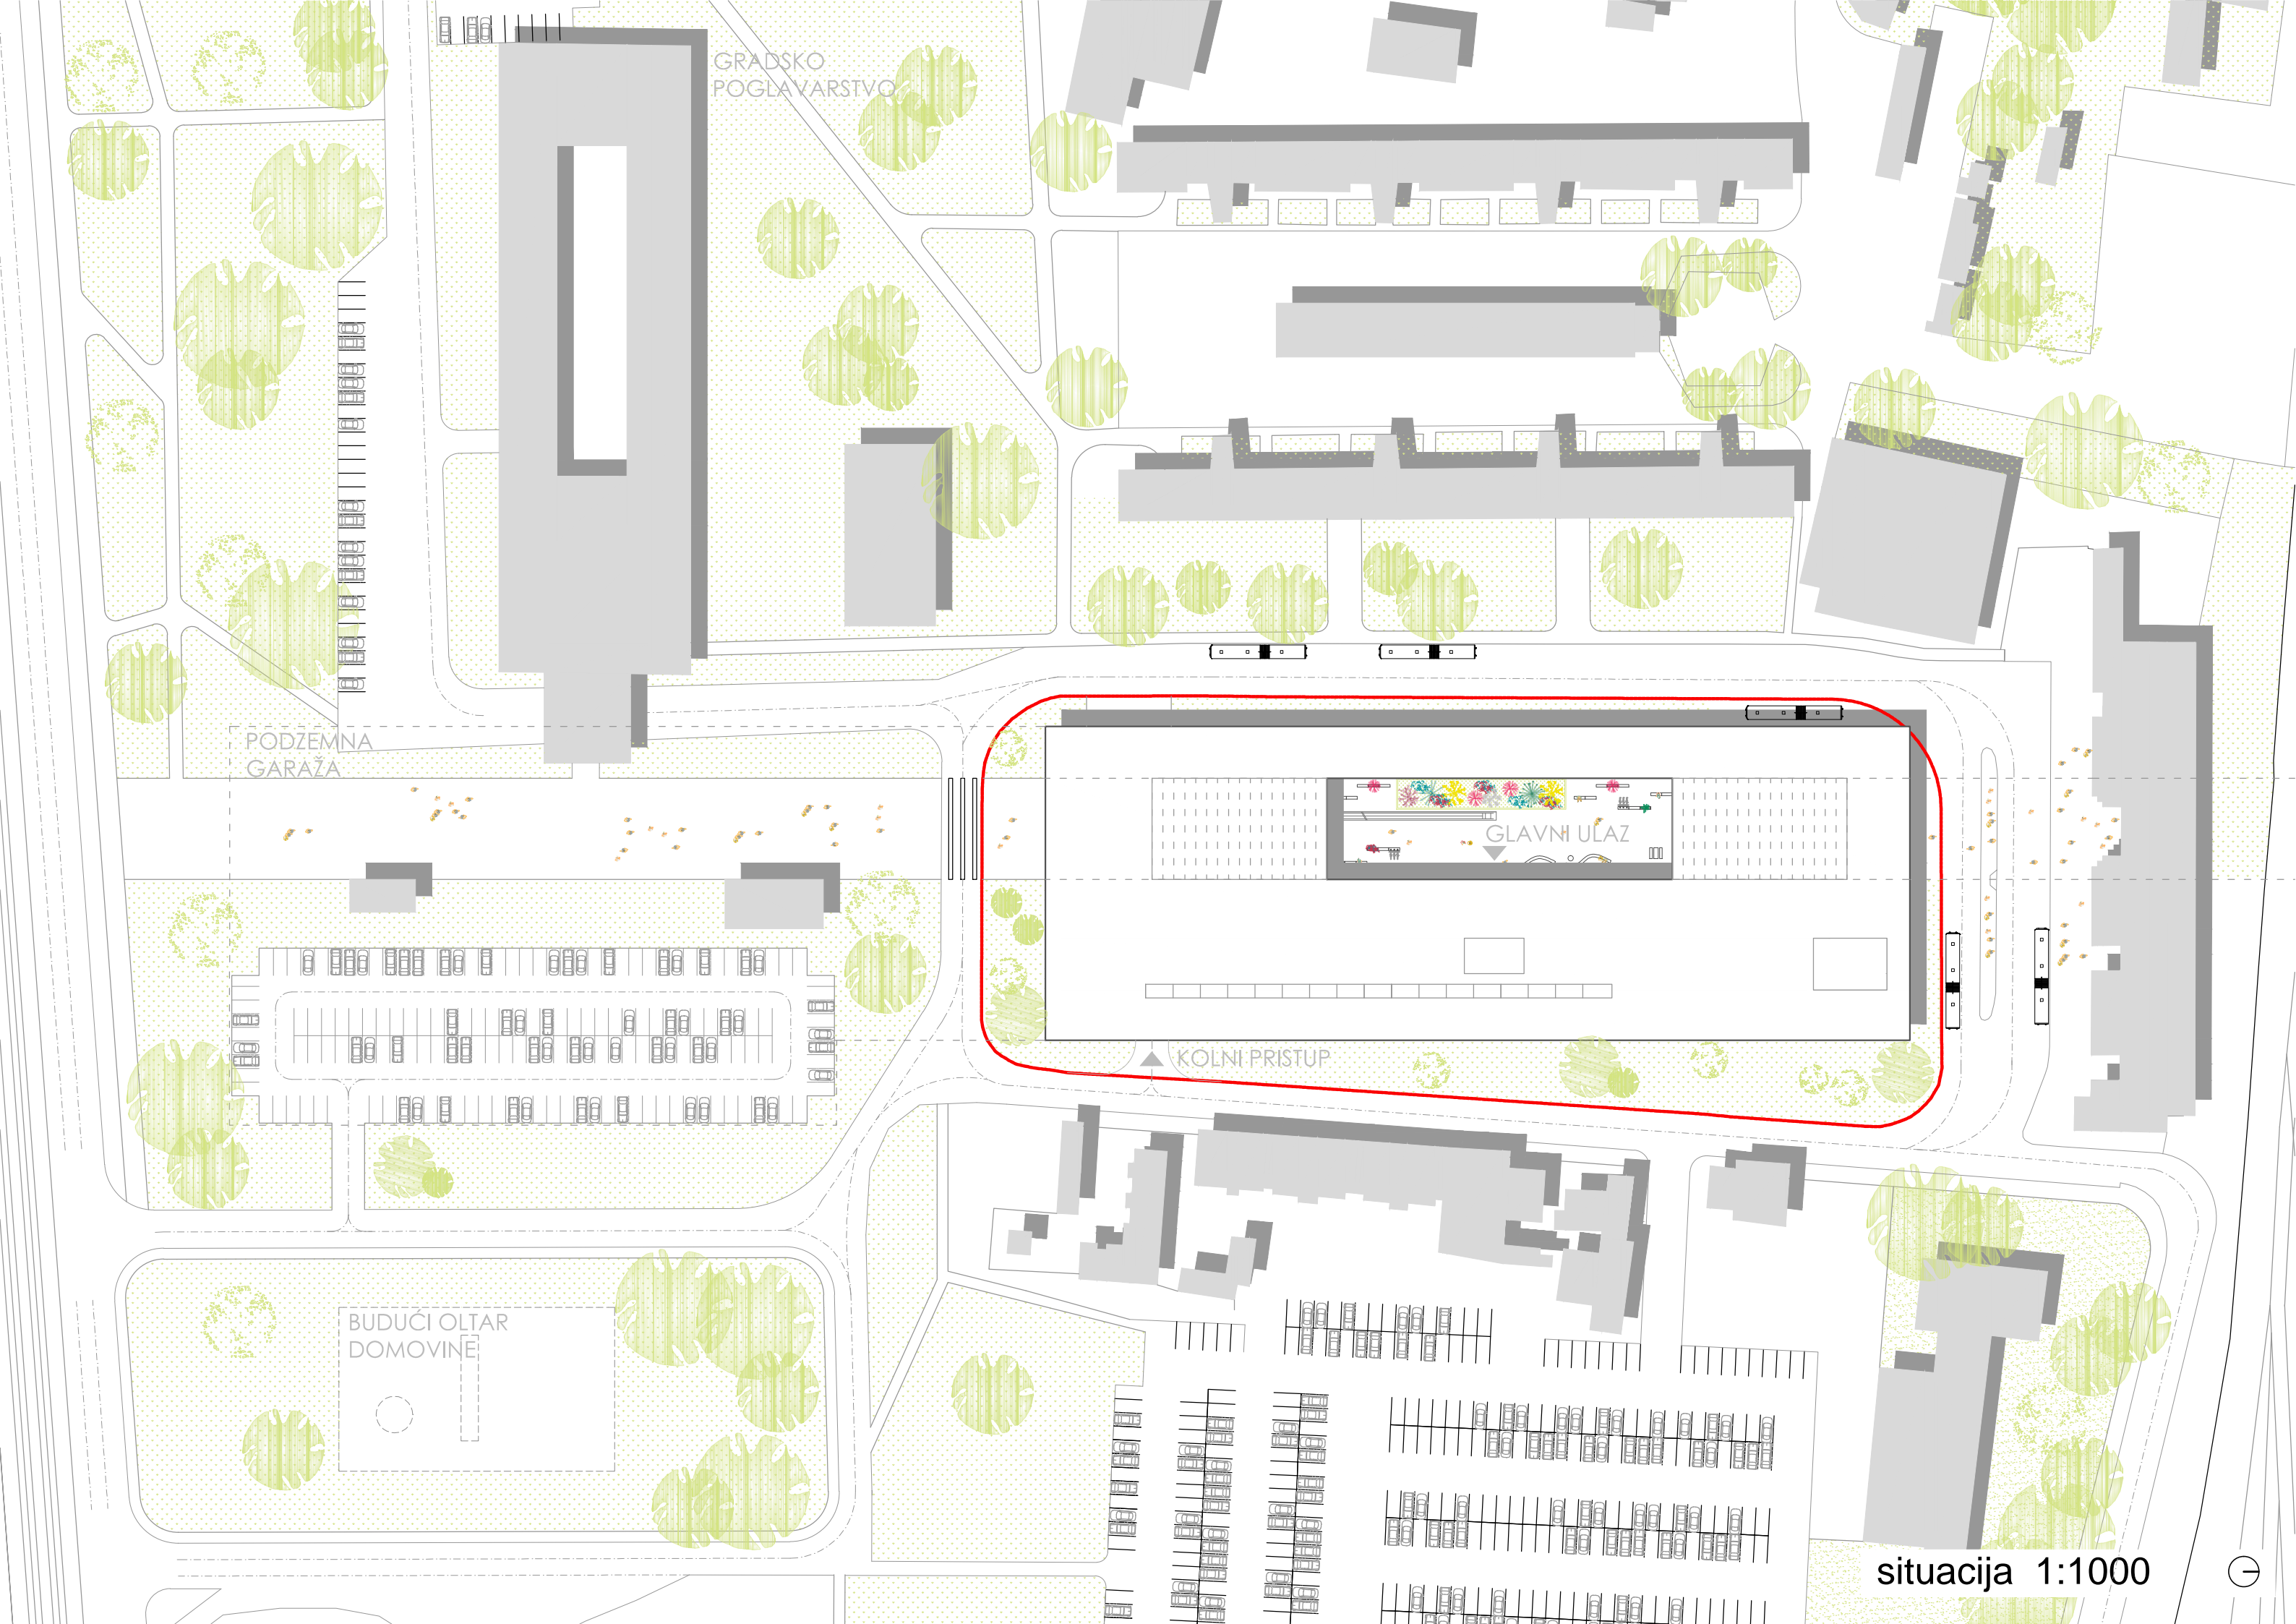 GRADSKO
POGLAVARSTVO
PODZEMNA
GARAŽA
GLAVNI ULAZ
KOLNI PRISTUP
BUDUĆI OLTAR
DOMOVINE
situacija 1:1000